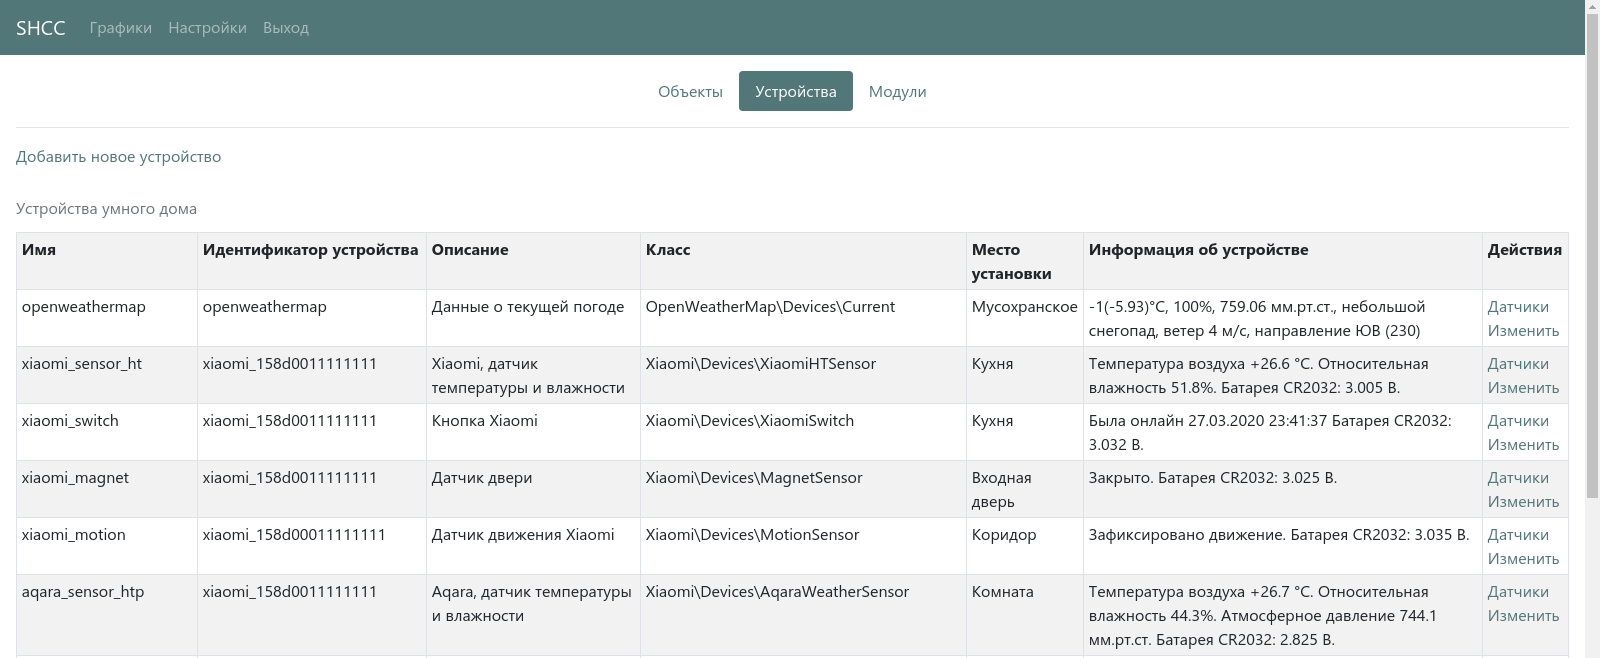 SHCC Графики Настройки Выход
Объекты Устройства Модули
Добавить новое устройство
Устройства умного дома
Имя Идентификатор устройства Описание Класс Место установки Информация об устройстве Действия
openweathermap openweathermap Данные о текущей погоде OpenWeatherMap\Devices\Current Мусохранское -1(-5.93)°C, 100%, 759.06 мм.рт.ст., небольшой Датчики
снегопад, ветер 4 м/с, направление ЮВ (230) Изменить
xiaomi_sensor_ht xiaomi_158d0011111111 Xiaomi, датчик Xiaomi\Devices\XiaomiHTSensor Кухня Температура воздуха +26.6 °C. Относительная Датчики
температуры и влажности влажность 51.8%. Батарея CR2032: 3.005 В. Изменить
xiaomi_switch xiaomi_158d0011111111 Кнопка Xiaomi Xiaomi\Devices\XiaomiSwitch Кухня Была онлайн 27.03.2020 23:41:37 Батарея CR2032: Датчики
3.032 В. Изменить
xiaomi_magnet xiaomi_158d0011111111 Датчик двери Xiaomi\Devices\MagnetSensor Входная Закрыто. Батарея CR2032: 3.025 В. Датчики
дверь Изменить
xiaomi_motion xiaomi_158d00011111111 Датчик движения Xiaomi Xiaomi\Devices\MotionSensor Коридор Зафиксировано движение. Батарея CR2032: 3.035 В. Датчики
Изменить
aqara_sensor_htp xiaomi_158d0011111111 Aqara, датчик температуры Xiaomi\Devices\AqaraWeatherSensor Комната Температура воздуха +26.7 °C. Относительная Датчики
и влажности влажность 44.3%. Атмосферное давление 744.1 Изменить
мм.рт.ст. Батарея CR2032: 2.825 В.